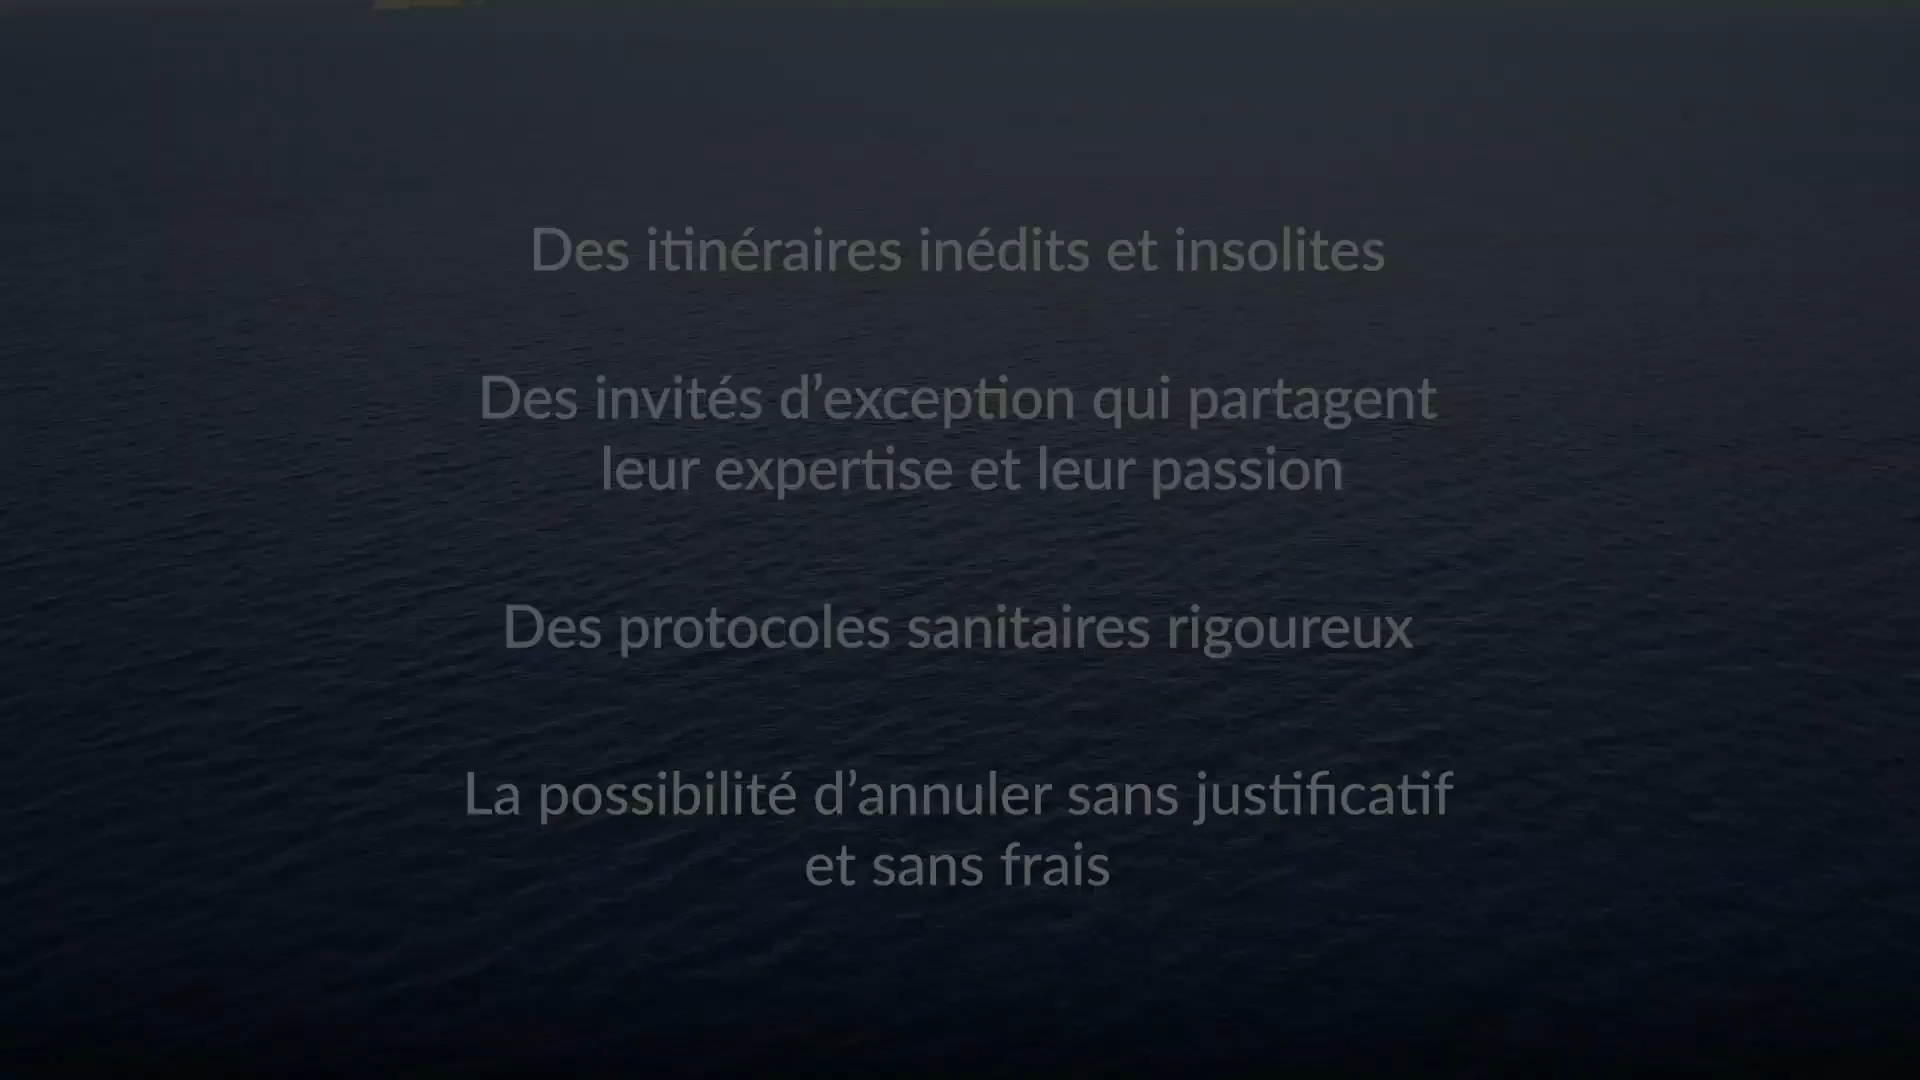 Des itinéraires inédits et insolites
Des invités d’exception qui partagent
leur expertise et leur passion
Des protocoles sanitaires rigoureux
La possibilité d’annuler sans justificatif
et sans frais